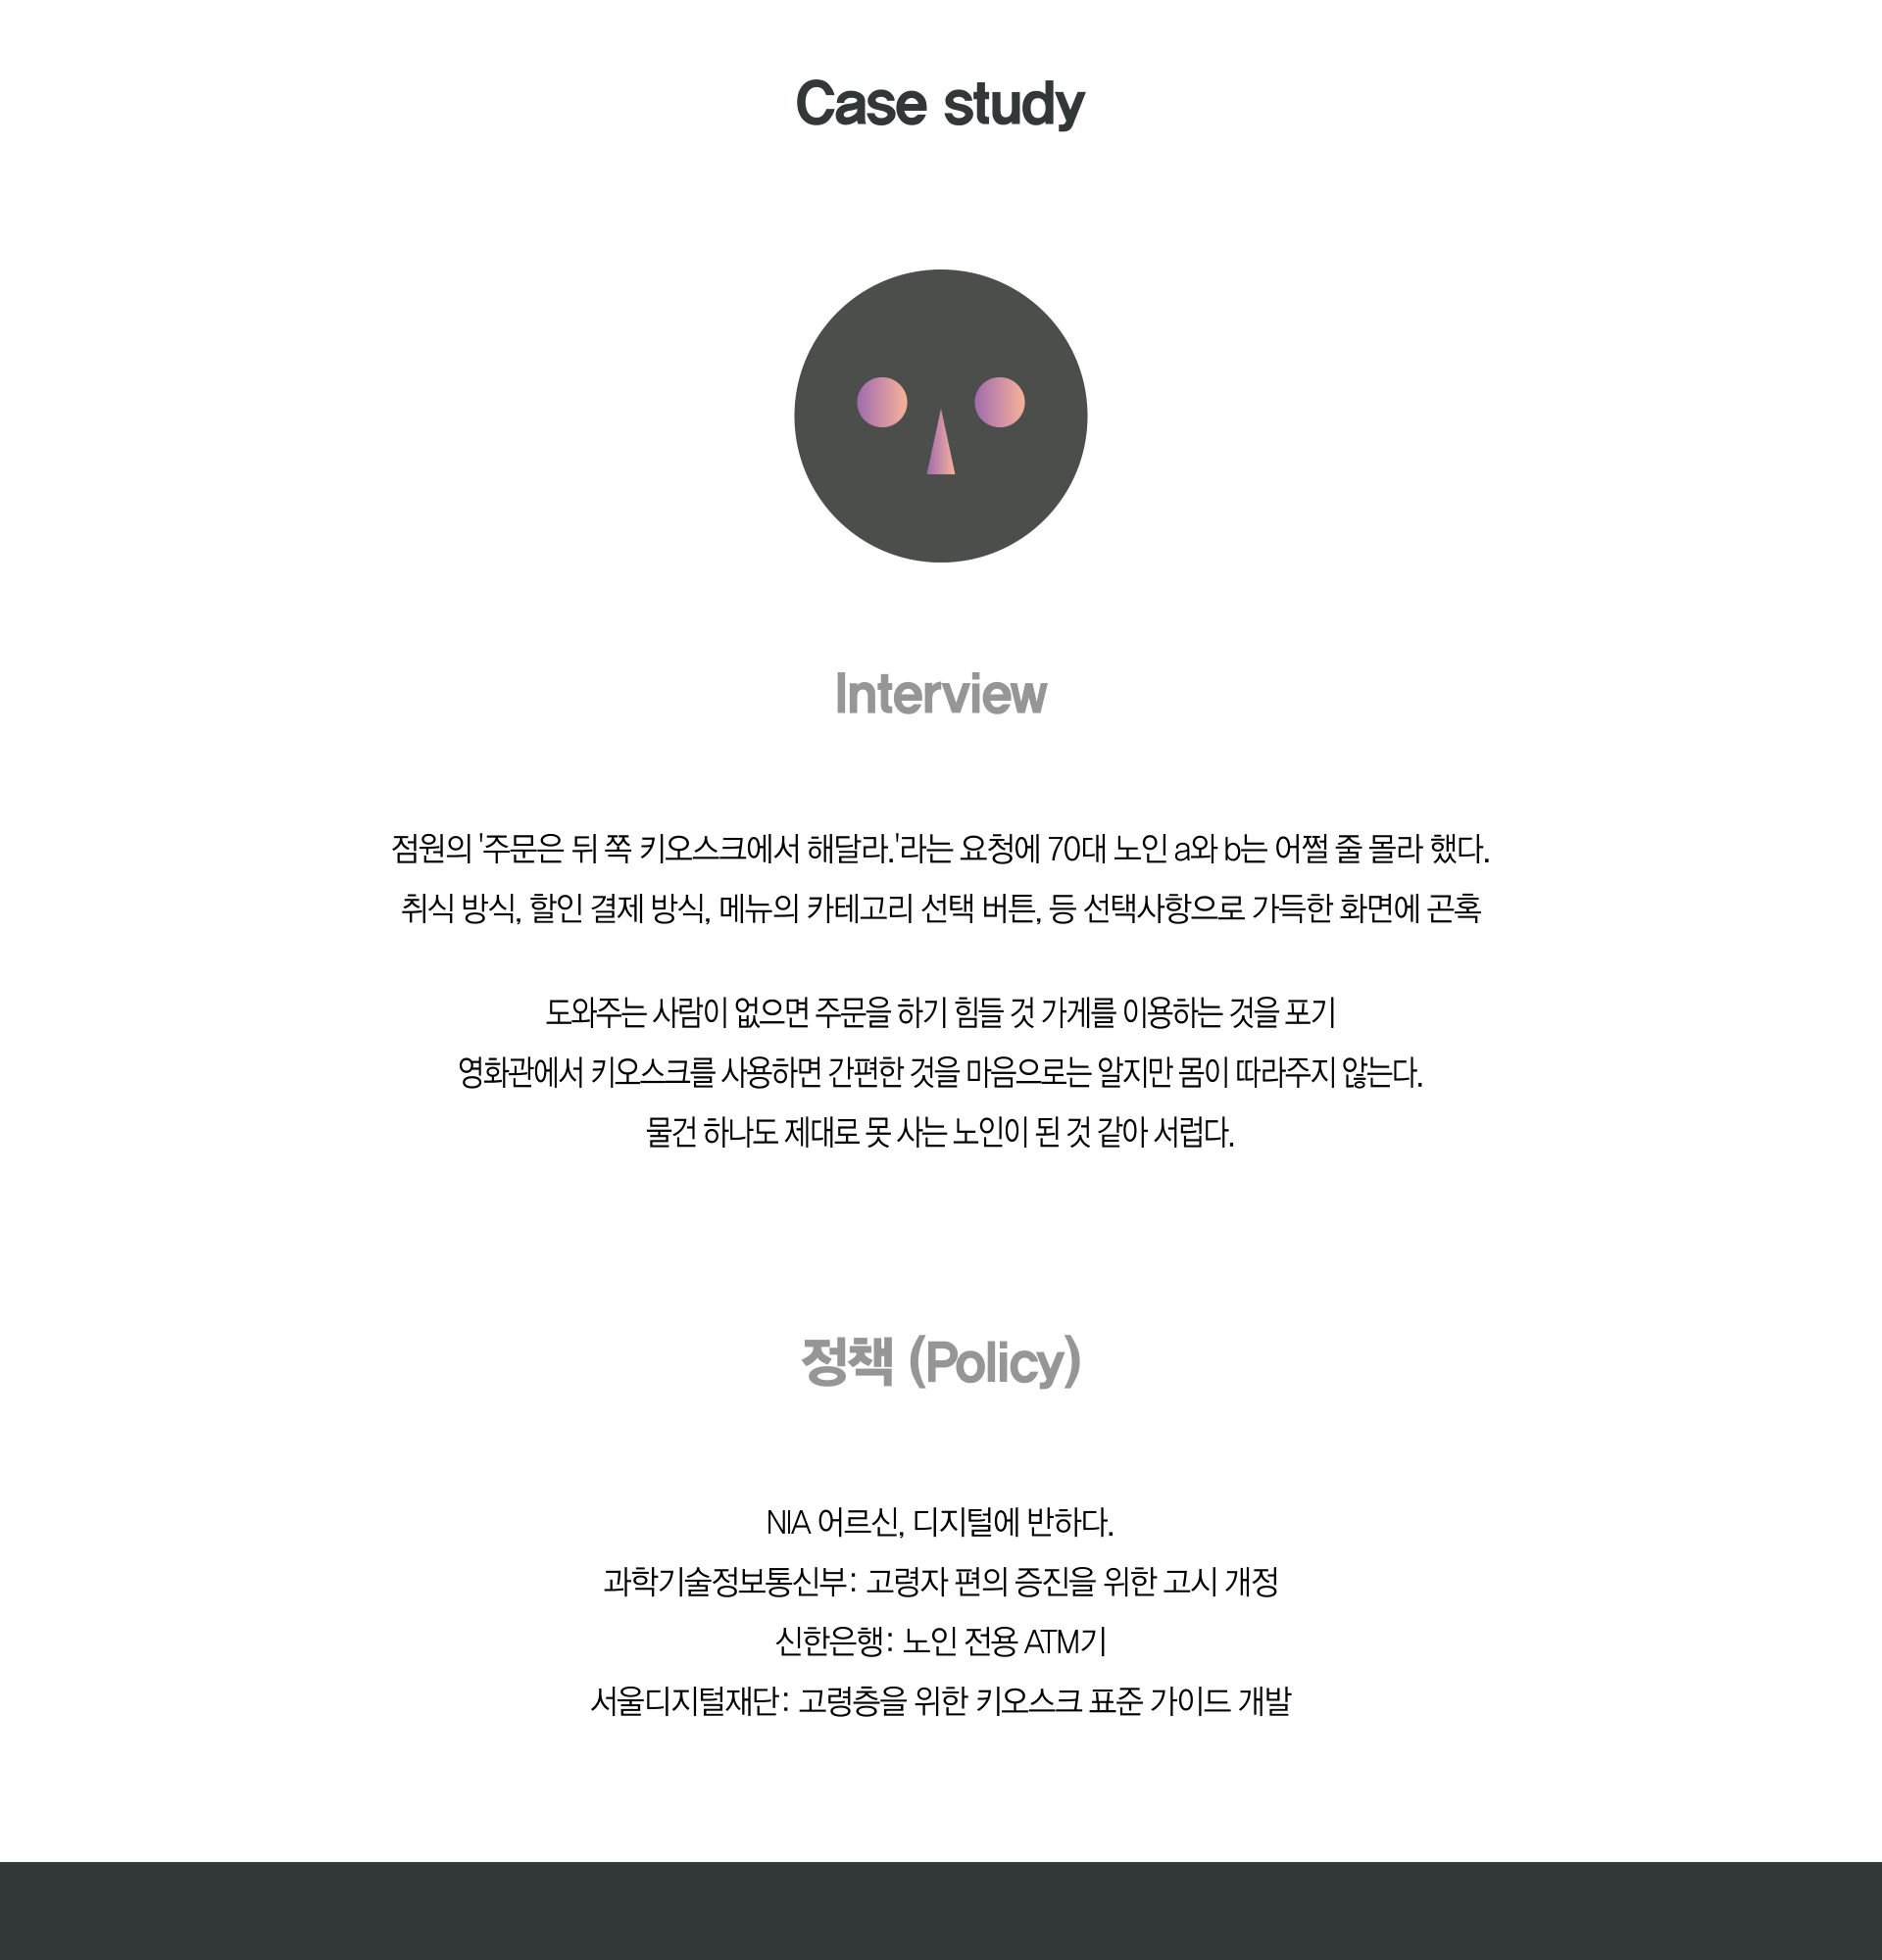 Case study
Interview
점원의 '주문은 뒤 쪽 키오스크에서 해달라.'라는 요청에 70대 노인 a와 b는 어쩔 줄 몰라 했다.
취식 방식, 할인 결제 방식, 메뉴의 카테고리 선택 버튼, 등 선택사항으로 가득한 화면에 곤혹
도와주는 사람이 없으면 주문을 하기 힘들 것 가게를 이용하는 것을 포기
영화관에서 키오스크를 사용하면 간편한 것을 마음으로는 알지만 몸이 따라주지 않는다.
물건 하나도 제대로 못 사는 노인이 된 것 같아 서럽다.
정책 (Policy)
NIA 어르신, 디지털에 반하다.
과학기술정보통신부: 고령자 편의 증진을 위한 고시 개정
신한은행: 노인 전용 ATM기
서울디지털재단: 고령층을 위한 키오스크 표준 가이드 개발